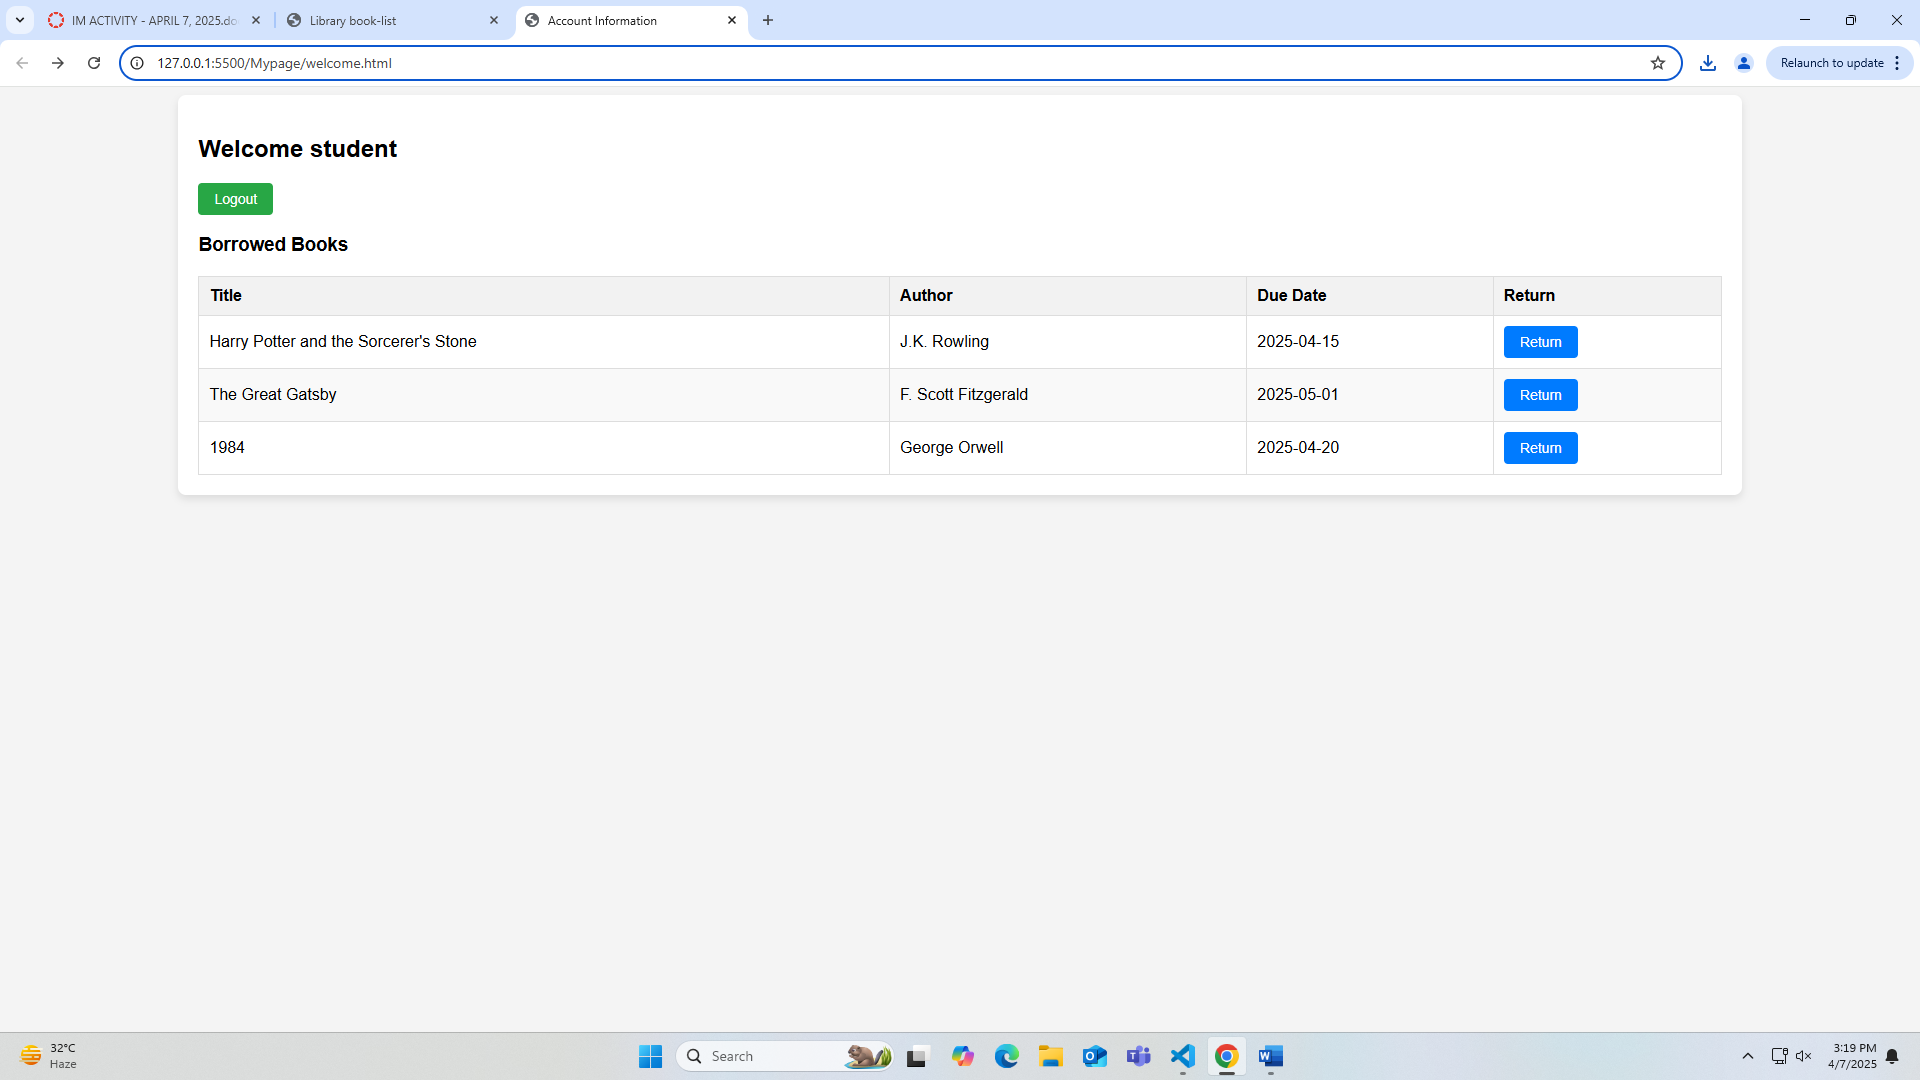 IM ACTIVITY - APRIL 7, 2025.do
Library book-list
Account Information
127.0.0.1:5500/Mypage/welcome.html
Relaunch to update
Welcome student
Logout
Borrowed Books
Title Author Due Date Return
Harry Potter and the Sorcerer's Stone J.K. Rowling 2025-04-15 Return
The Great Gatsby F. Scott Fitzgerald 2025-05-01 Return
1984 George Orwell 2025-04-20 Return
32°C
Haze
Search
3:19 PM
4/7/2025